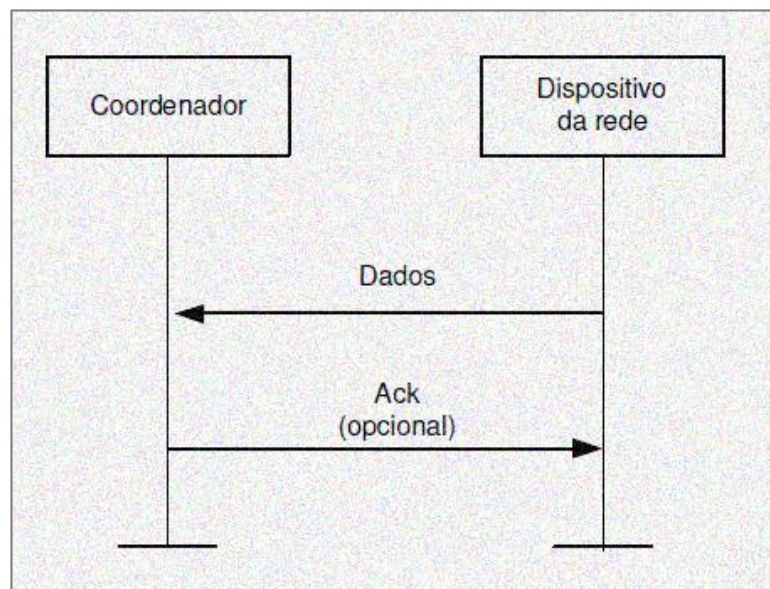 Coordenador
Dispositivo
da rede
Dados
Ack
(opcional)